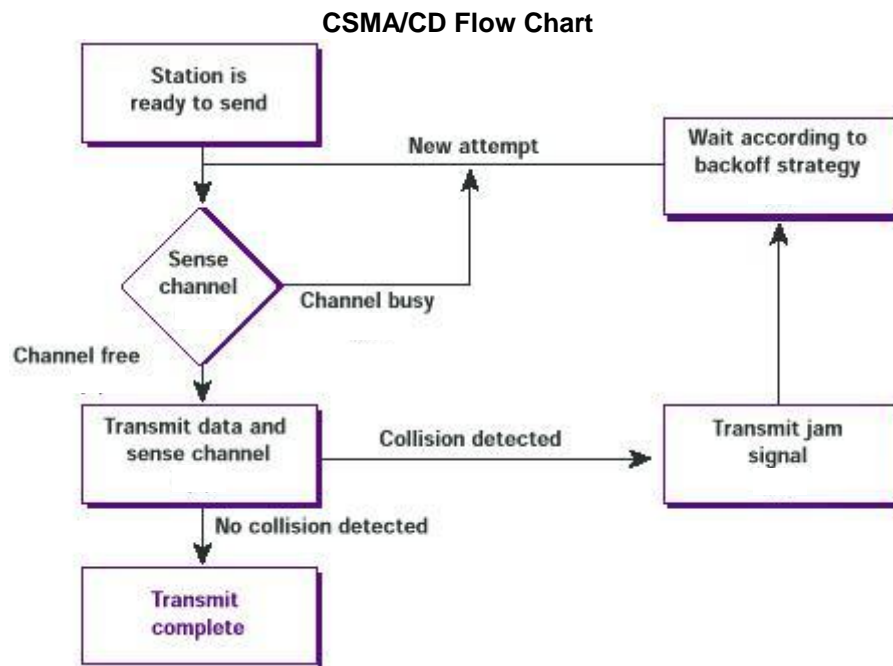 CSMA/CD Flow Chart
Station is
ready to send
New attempt
Wait according to
backoff strategy
Sense
channel
Channel busy
Channel free
Transmit data and
sense channel
Collision detected
Transmit jam
signal
No collision detected
Transmit
complete